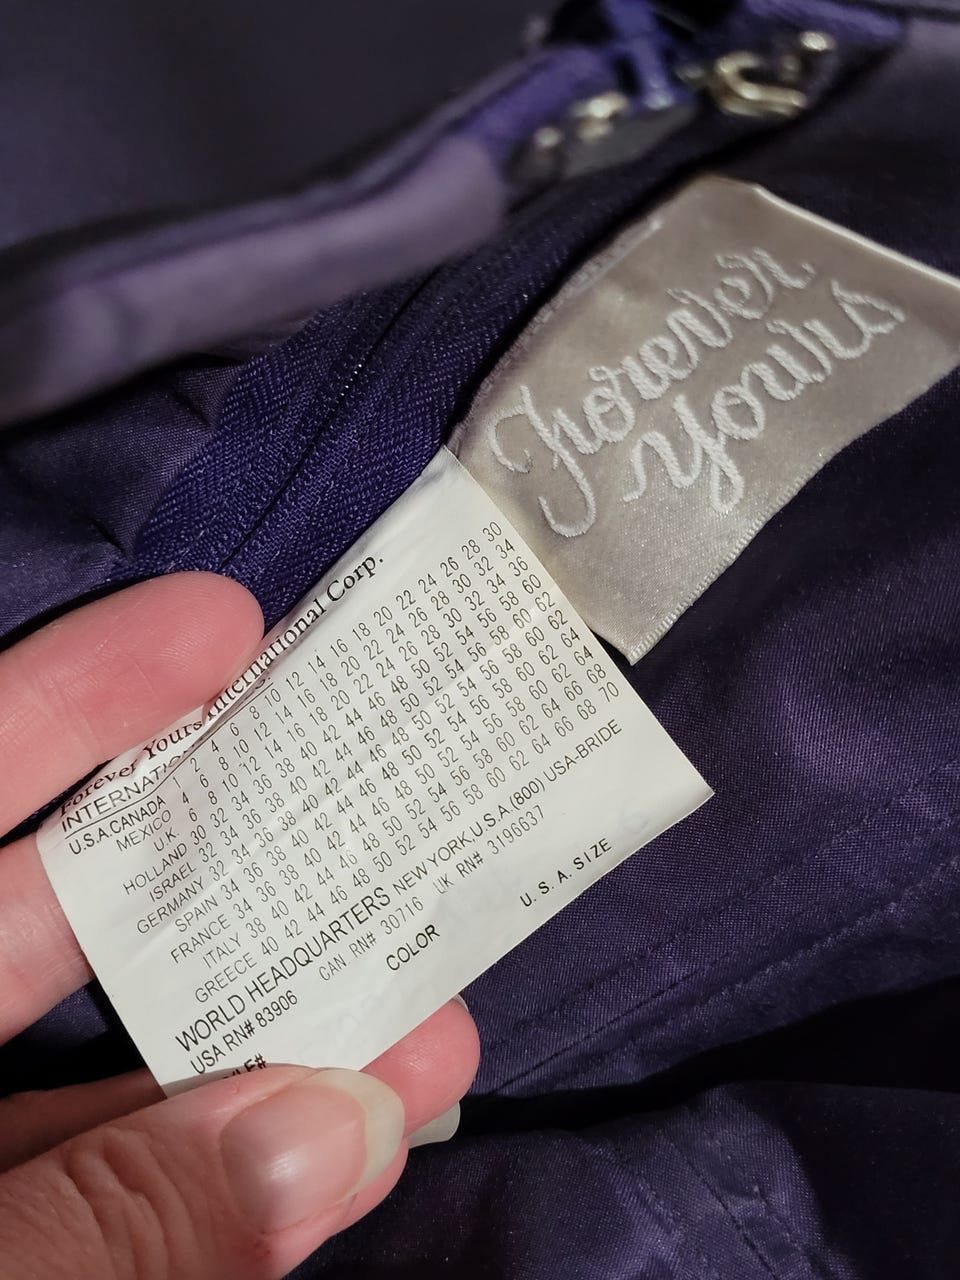 Forever
Yours
Forever Yours International Corp.
INTERNATIO
U.S.A.CANADA 4 6 8 10 12 14 16 18 20 22 24 26 28 30
MEXICO 4 6 8 10 12 14 16 18 20 22 24 26 28 30 32 34
U.K. 6 8 10 12 14 16 18 20 22 24 26 28 30 32 34 36
HOLLAND 30 32 34 36 38 40 42 44 46 48 50 52 54 56 58 60
ISRAEL 32 34 36 38 40 42 44 46 48 50 52 54 56 58 60 62
GERMANY 32 34 36 38 40 42 44 46 48 50 52 54 56 58 60 62
SPAIN 34 36 38 40 42 44 46 48 50 52 54 56 58 60 62 64
FRANCE 34 36 38 40 42 44 46 48 50 52 54 56 58 60 62 64
ITALY 38 40 42 44 46 48 50 52 54 56 58 60 62 64 66 68
GREECE 40 42 44 46 48 50 52 54 56 58 60 62 64 66 68 70
WORLD HEADQUARTERS NEW YORK,U.S.A.(800) USA-BRIDE
USA RN# 83906 CAN RN# 30716 UK RN# 3196637
COLOR U.S.A. SIZE